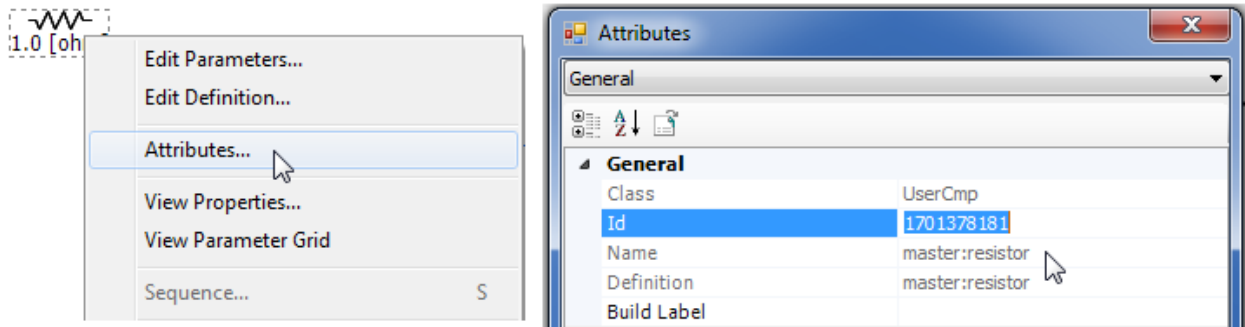 1.0 [oh
Edit Parameters...
Edit Definition...
Attributes...
View Properties...
View Parameter Grid
Sequence... S
Attributes
General
General
Class UserCmp
Id 1701378181
Name master:resistor
Definition master:resistor
Build Label